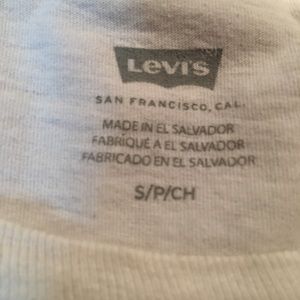 LEVI'S
SAN FRANCISCO, CAL.
MADE IN EL SALVADOR
FABRIQUÉ A EL SALVADOR
FABRICADO EN EL SALVADOR
S/P/CH